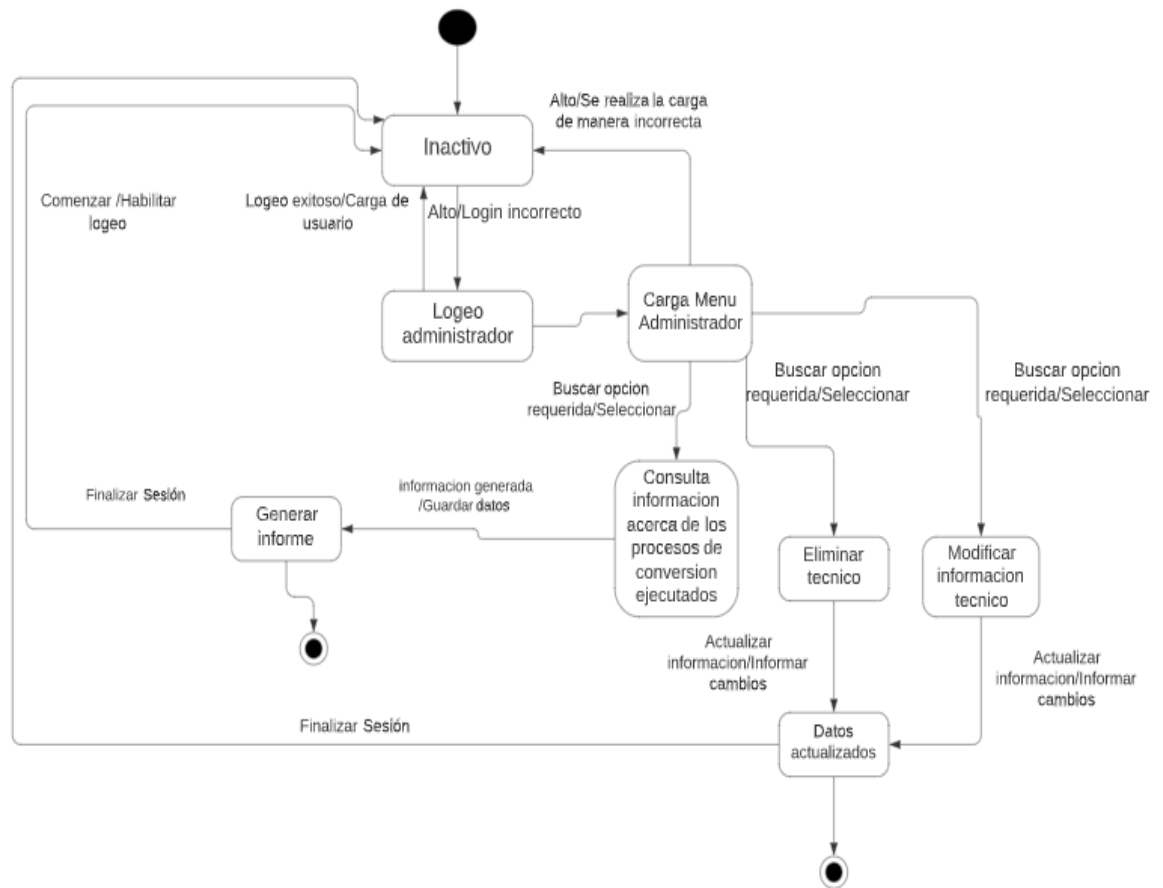 Alto/Se realiza la carga
de manera incorrecta
Inactivo
Comenzar /Habilitar
logeo
Logeo exitoso/Carga de
usuario
Alto/Login incorrecto
Logeo
administrador
Carga Menu
Administrador
Buscar opcion
requerida/Seleccionar
Buscar opcion
requerida/Seleccionar
Buscar opcion
requerida/Seleccionar
Consulta
informacion
acerca de los
procesos de
conversion
ejecutados
informacion generada
/Guardar datos
Finalizar Sesión
Generar
informe
Eliminar
tecnico
Modificar
informacion
tecnico
Actualizar
informacion/Informar
cambios
Actualizar
informacion/Informar
cambios
Finalizar Sesión
Datos
actualizados